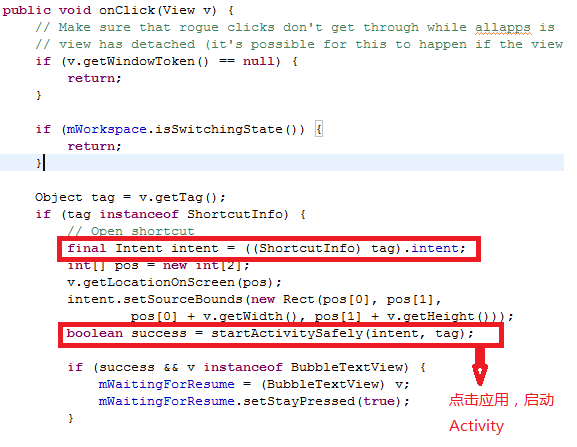 public void onClick(View v) {
// Make sure that rogue clicks don't get through while allapps is
// view has detached (it's possible for this to happen if the view
if (v.getWindowToken() == null) {
return;
}
if (mWorkspace.isSwitchingState()) {
return;
}
Object tag = v.getTag();
if (tag instanceof ShortcutInfo) {
// Open shortcut
final Intent intent = ((ShortcutInfo) tag).intent;
int[] pos = new int[2];
v.getLocationOnScreen(pos);
intent.setSourceBounds(new Rect(pos[0], pos[1],
pos[0] + v.getWidth(), pos[1] + v.getHeight()));
boolean success = startActivitySafely(intent, tag);
if (success && v instanceof BubbleTextView) {
mWaitingForResume = (BubbleTextView) v;
mWaitingForResume.setStayPressed(true);
}
点击应用，启动
Activity